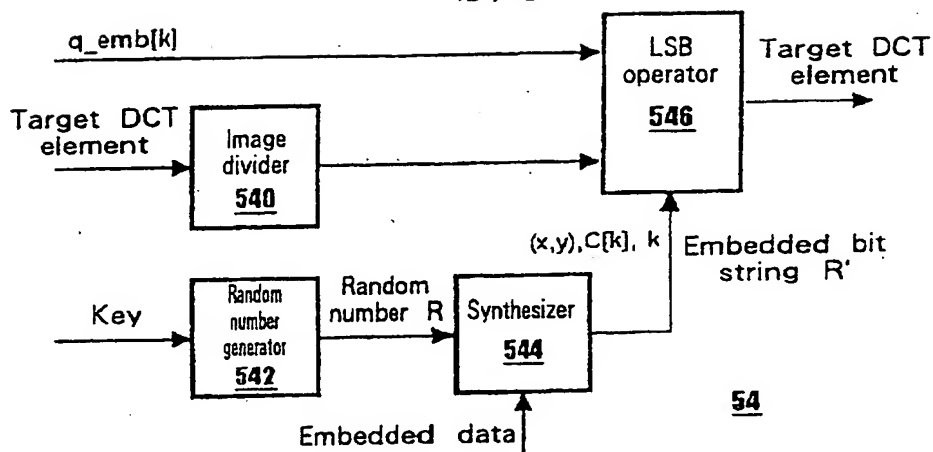 q_emb[k]
LSB
operator
546
Target DCT
element
Target DCT
element
Image
divider
540
(x,y),C[k], k
Embedded bit
string R'
Key
Random
number
generator
542
Random
number R
Synthesizer
544
Embedded data
54